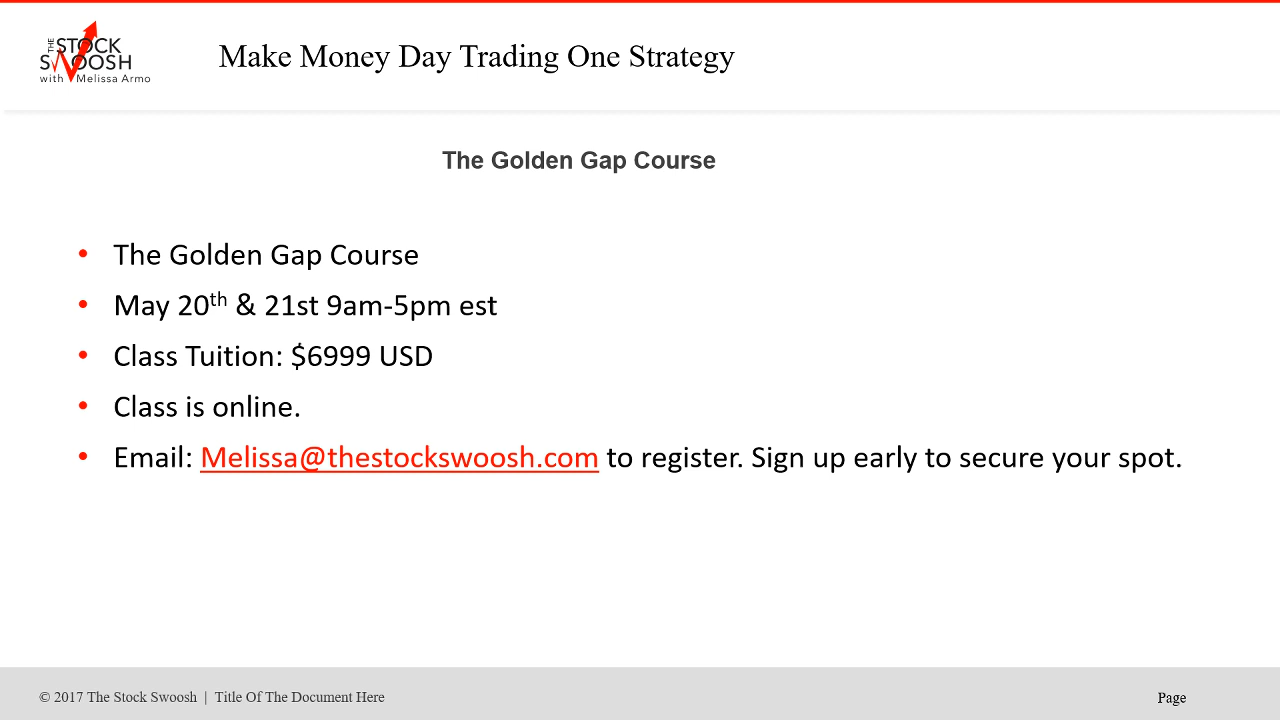 THE STOCK
SWOOSH
with Melissa Armo
Make Money Day Trading One Strategy
The Golden Gap Course
• The Golden Gap Course
• May 20th & 21st 9am-5pm est
• Class Tuition: $6999 USD
• Class is online.
• Email: Melissa@thestockswoosh.com to register. Sign up early to secure your spot.
© 2017 The Stock Swoosh | Title Of The Document Here
Page